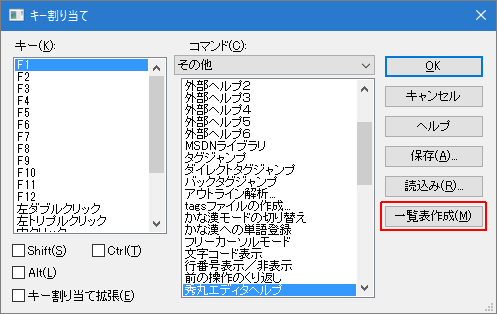 キー割り当て
キー(K):
F1
F2
F3
F4
F5
F6
F7
F8
F9
F10
F11
F12
左ダブルクリック
左トリプルクリック
コマンド(C):
その他
外部ヘルプ2
外部ヘルプ3
外部ヘルプ4
外部ヘルプ5
外部ヘルプ6
MSDNライブラリ
タグジャンプ
ダイレクトタグジャンプ
バックタグジャンプ
アウトライン解析...
tagsファイルの作成...
かな漢モードの切り替え
かな漢への単語登録
フリーカーソルモード
文字コード表示
行番号表示／非表示
前の操作のくり返し
秀丸エディタヘルプ
OK
キャンセル
ヘルプ
保存(A)...
読込み(R)...
一覧表作成(M)
Shift(S)
Ctrl(T)
Alt(L)
キー割り当て拡張(E)